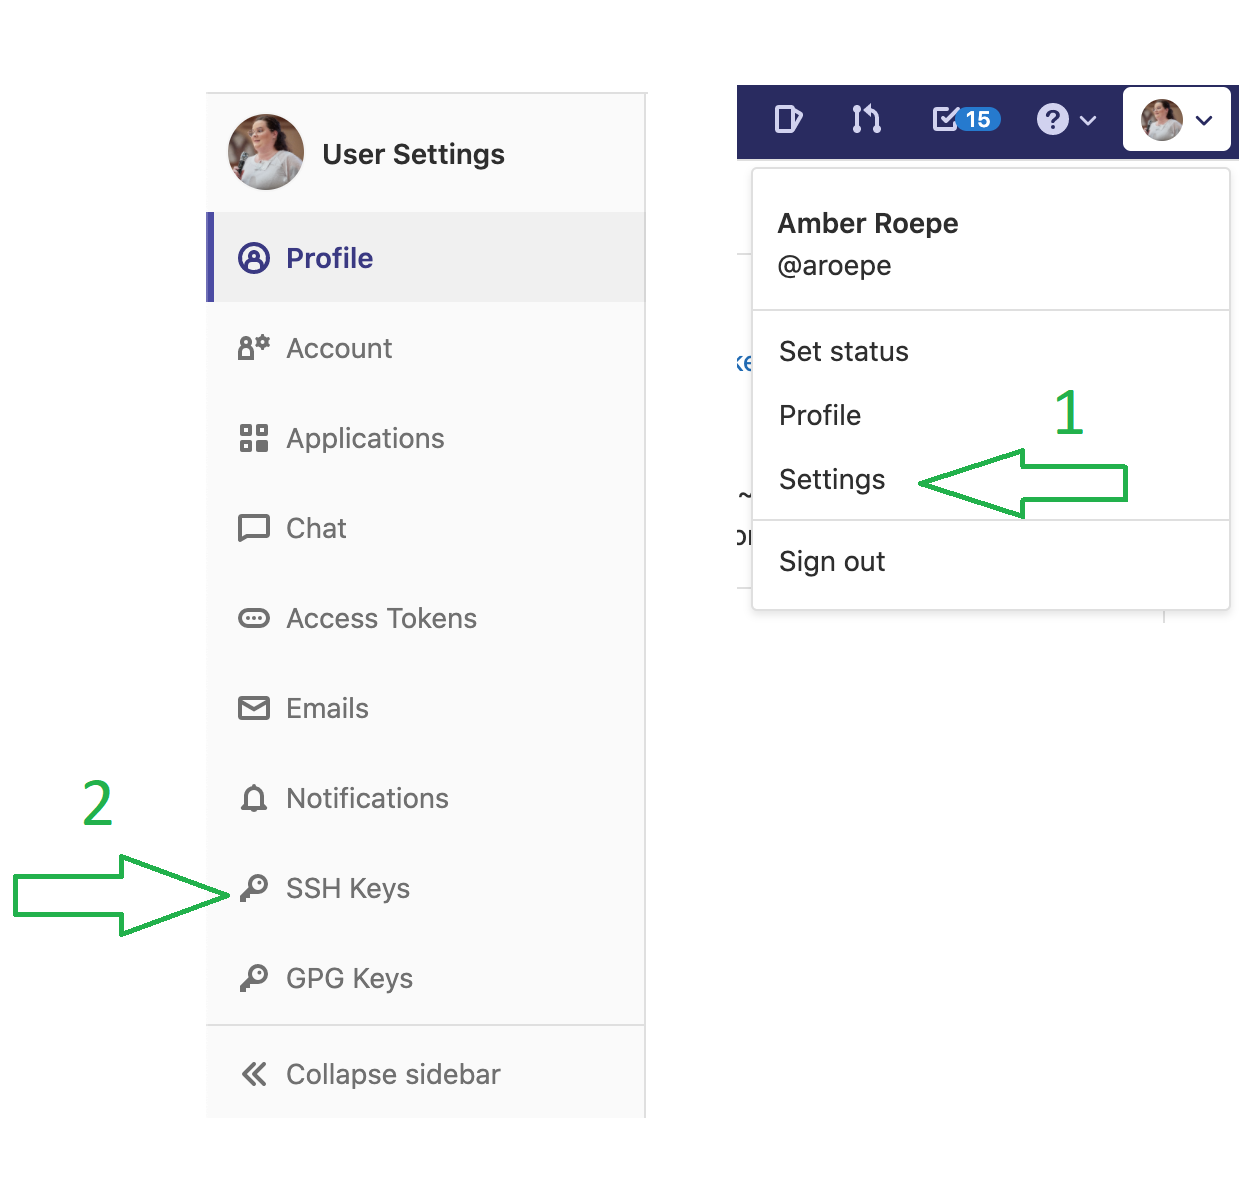 User Settings
Profile
Account
Applications
Chat
Access Tokens
Emails
Notifications
2
SSH Keys
GPG Keys
Collapse sidebar
15
?
Amber Roepe
@aroepe
Set status
Profile
1
Settings
Sign out
ke
~